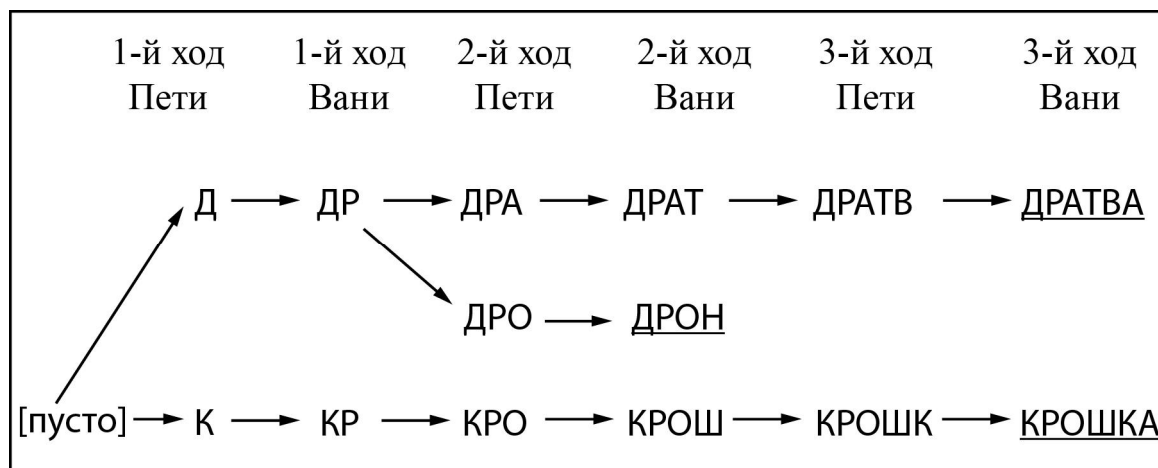 1-й ход 1-й ход 2-й ход 2-й ход 3-й ход 3-й ход
Пети Вани Пети Вани Пети Вани
Д ДР ДРА ДРАТ ДРАТВ ДРАТВА
ДРО ДРОН
[пусто] К КР КРО КРОШ КРОШК КРОШКА